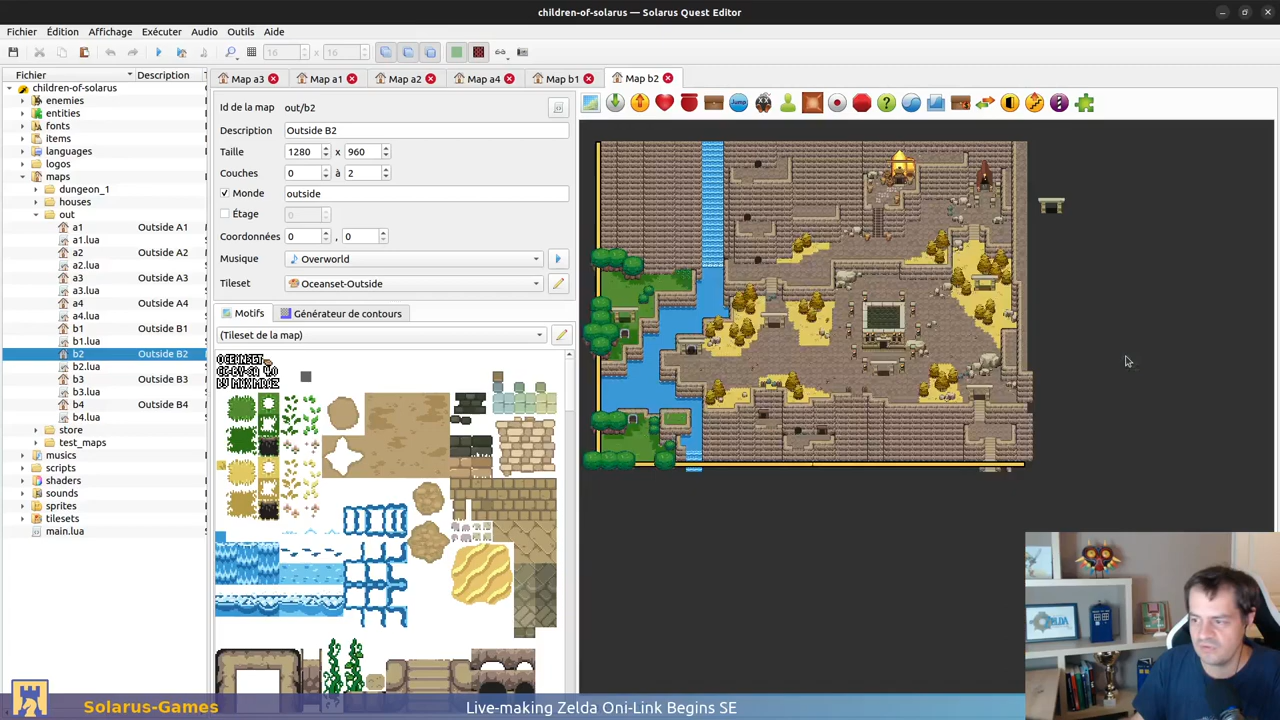 children-of-solarus — Solarus Quest Editor
Fichier Édition Affichage Exécuter Audio Outils Aide
16 x 16
Fichier Description
children-of-solarus
enemies
entities
fonts
items
languages
logos
maps
dungeon_1
houses
out
a1 Outside A1
a1.lua
a2 Outside A2
a2.lua
a3 Outside A3
a3.lua
a4 Outside A4
a4.lua
b1 Outside B1
b1.lua
b2 Outside B2
b2.lua
b3 Outside B3
b3.lua
b4 Outside B4
b4.lua
store
test_maps
musics
scripts
shaders
sounds
sprites
tilesets
main.lua
Map a3 Map a1 Map a2 Map a4 Map b1 Map b2
Id de la map out/b2
Description Outside B2
Taille 1280 x 960
Couches 0 à 2
Monde outside
Étage 0
Coordonnées 0 , 0
Musique Overworld
Tileset Oceanset-Outside
Motifs Générateur de contours
(Tileset de la map)
OCEANSET
Jump
Solarus-Games
Live-making Zelda Oni-Link Begins SE